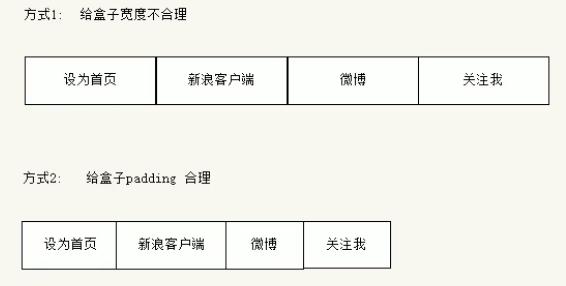 方式1: 给盒子宽度不合理
设为首页 新浪客户端 微博 关注我
方式2: 给盒子padding 合理
设为首页 新浪客户端 微博 关注我